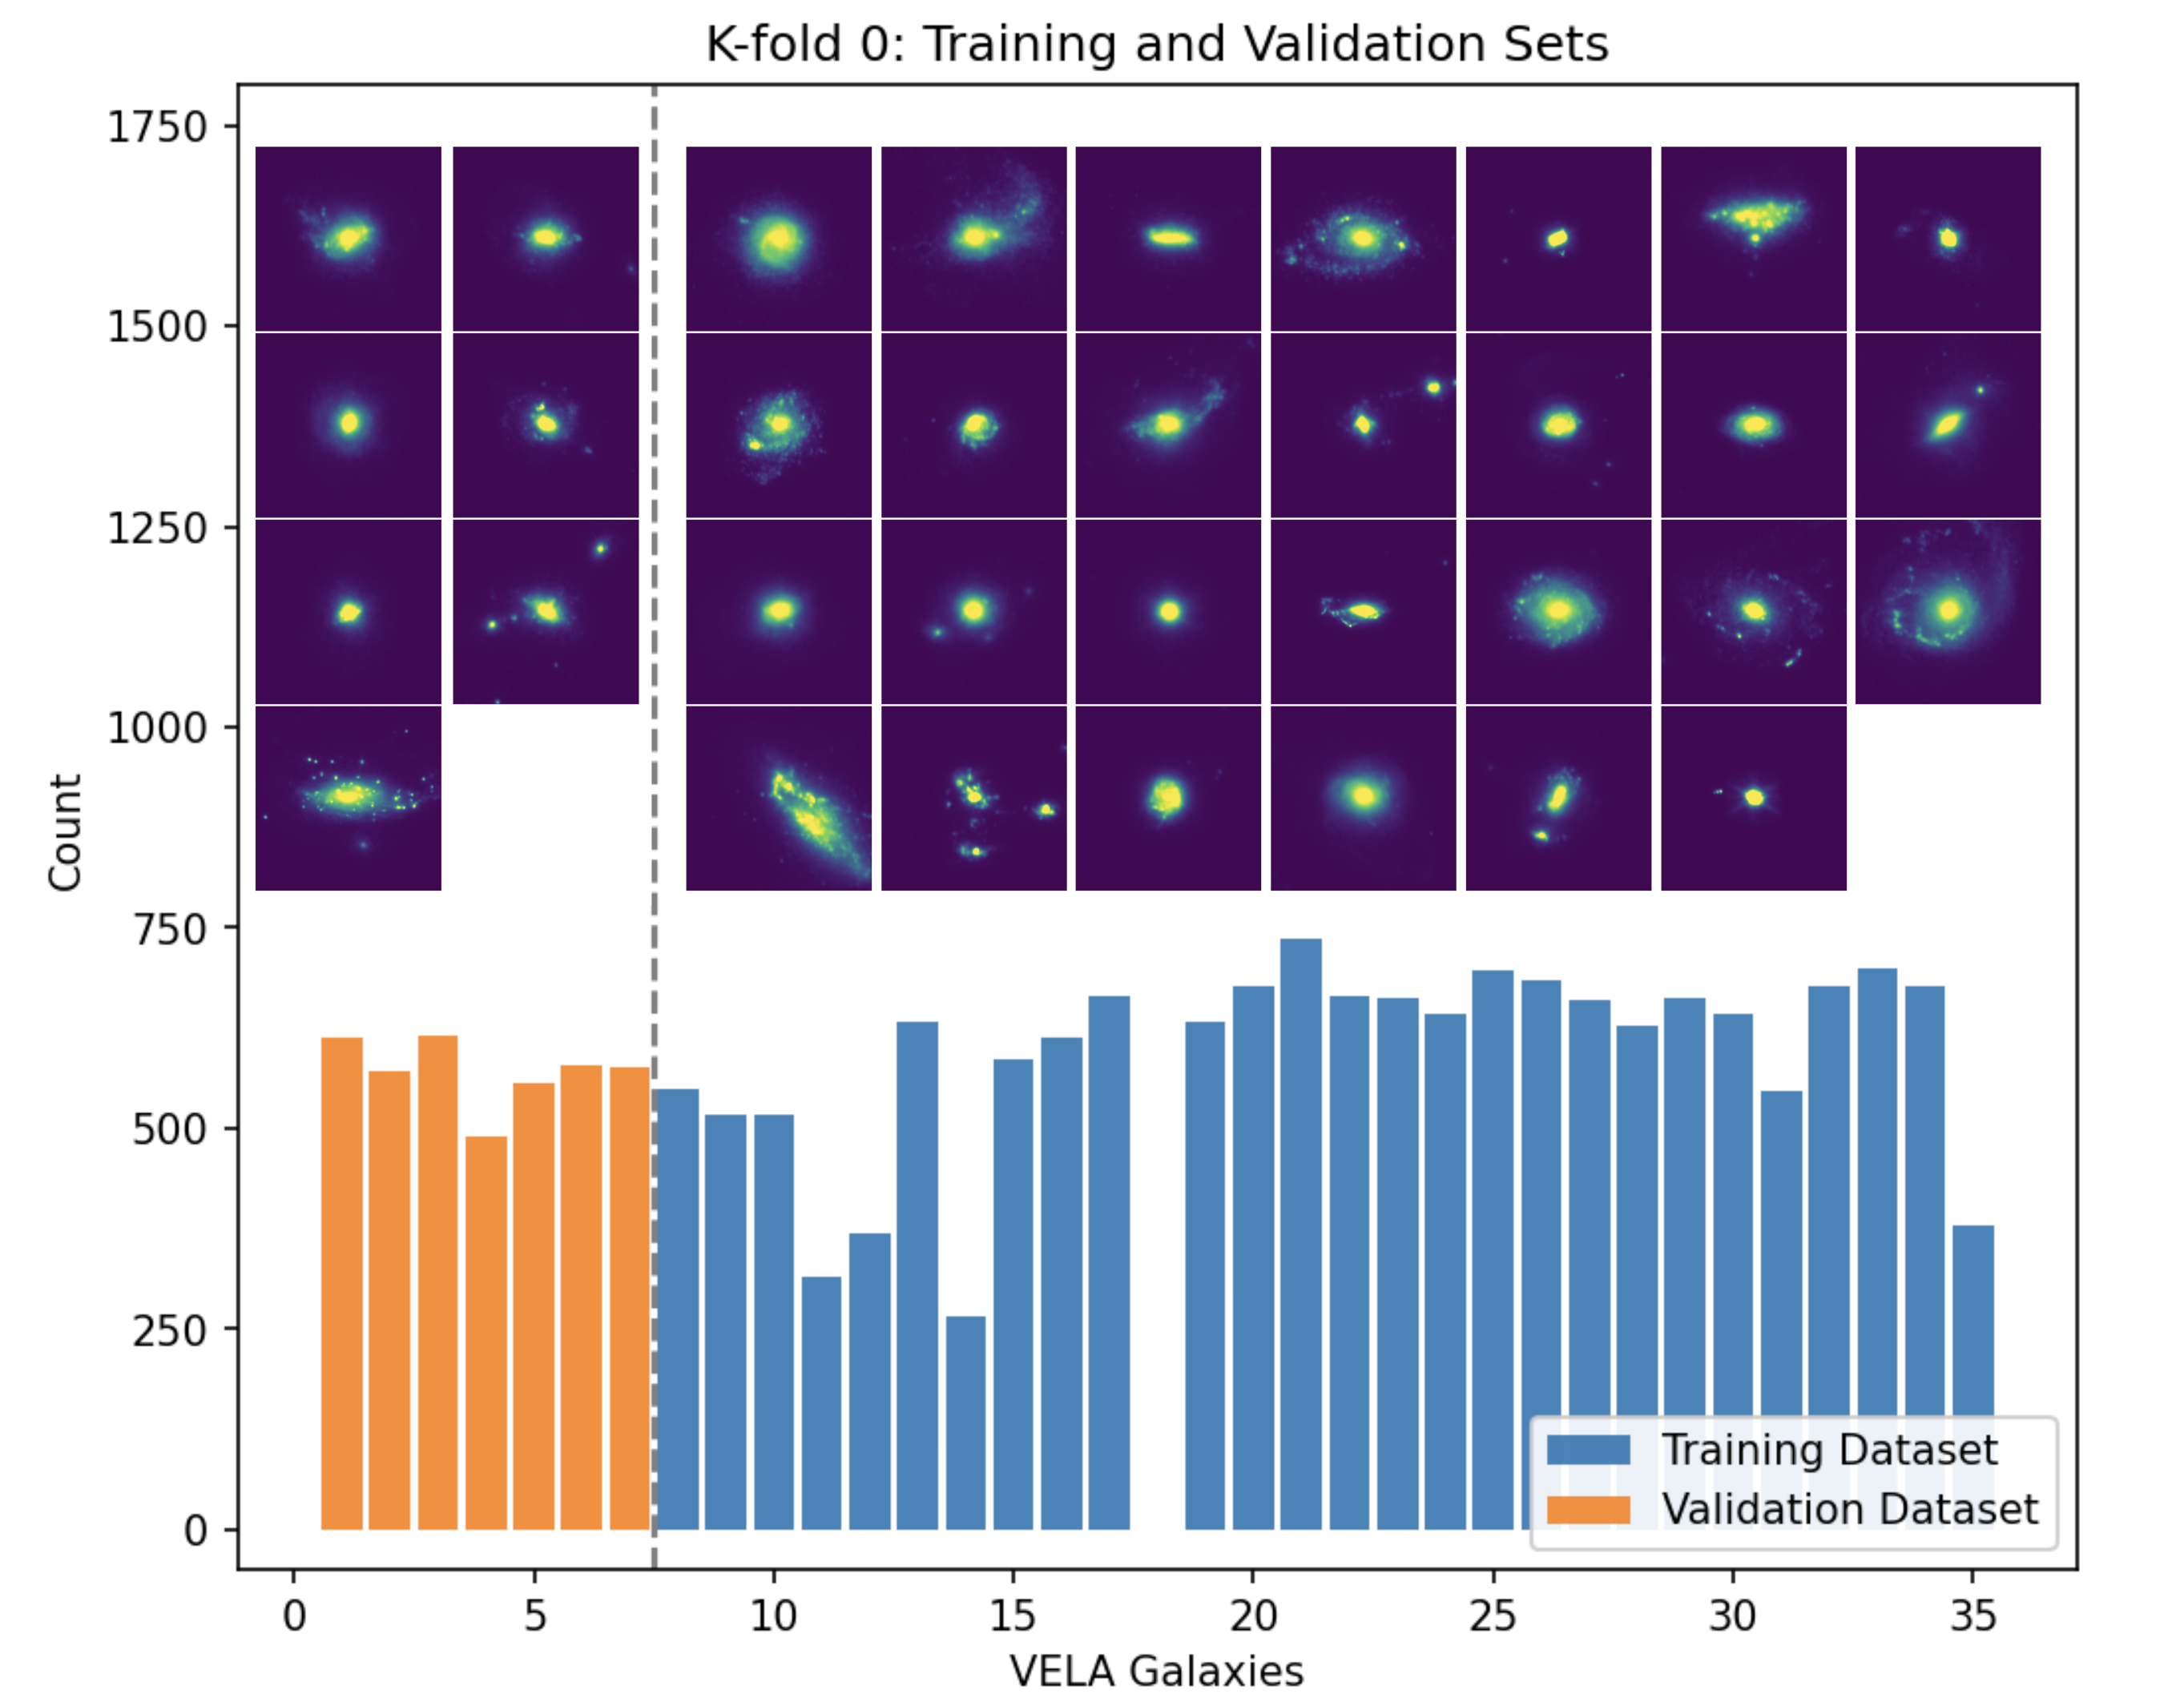 K-fold 0: Training and Validation Sets
1750
1500
1250
1000
750
500
250
0
Count
0 5 10 15 20 25 30 35
VELA Galaxies
Training Dataset
Validation Dataset